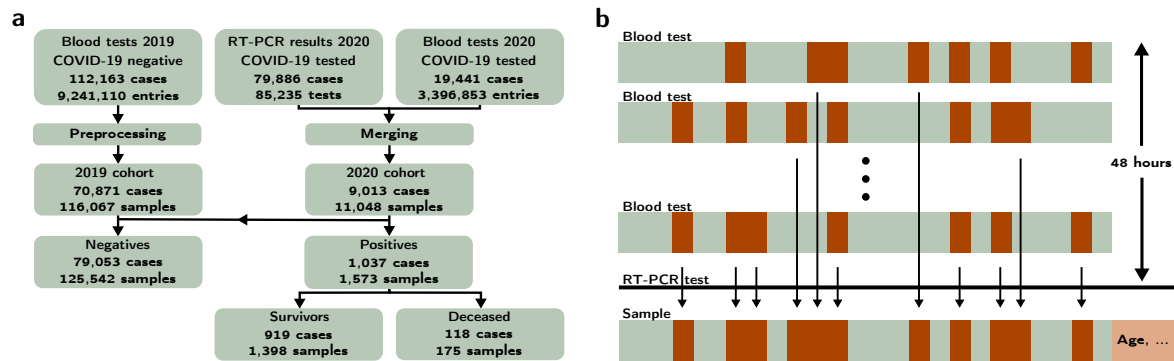 a
Blood tests 2019
COVID-19 negative
112,163 cases
9,241,110 entries
RT-PCR results 2020
COVID-19 tested
79,886 cases
85,235 tests
Blood tests 2020
COVID-19 tested
19,441 cases
3,396,853 entries
Preprocessing
Merging
2019 cohort
70,871 cases
116,067 samples
2020 cohort
9,013 cases
11,048 samples
Negatives
79,053 cases
125,542 samples
Positives
1,037 cases
1,573 samples
Survivors
919 cases
1,398 samples
Deceased
118 cases
175 samples
b
Blood test
Blood test
48 hours
Blood test
RT-PCR test
Sample
Age, ...